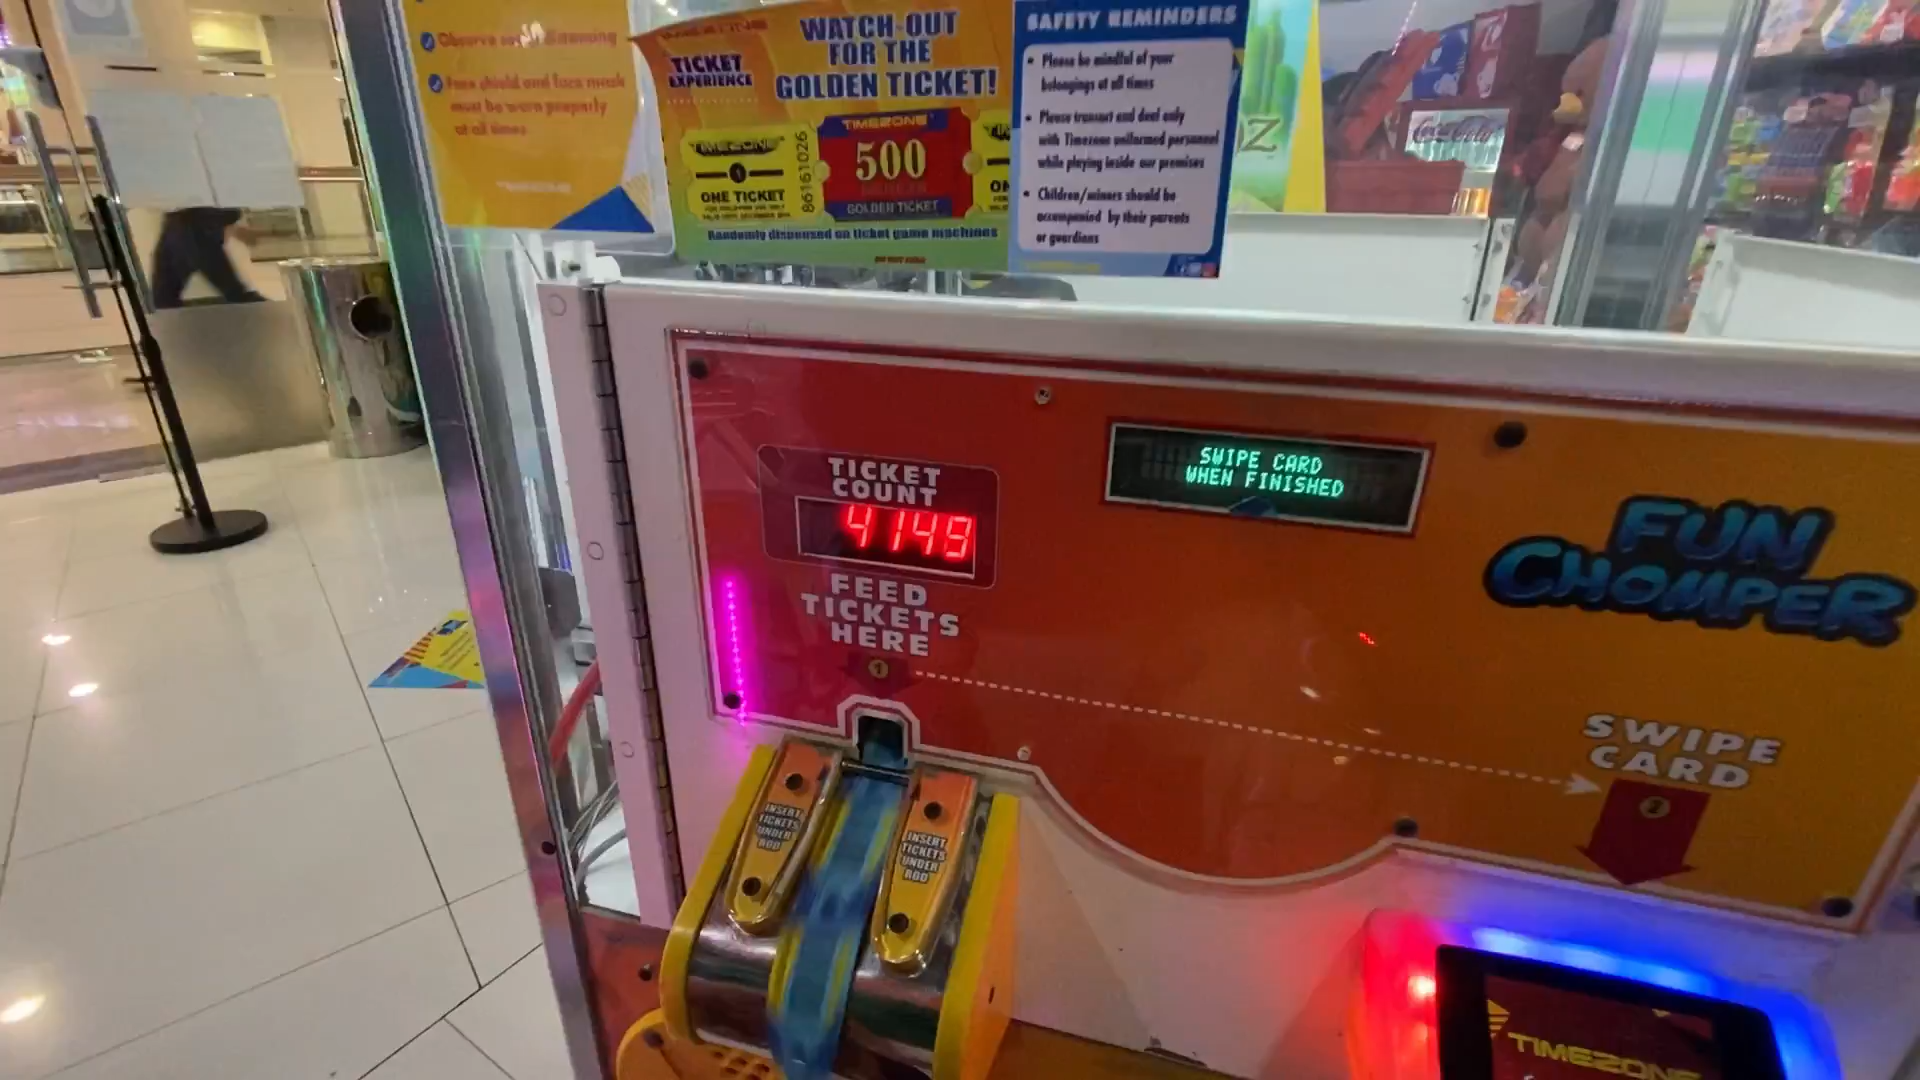 Observe social distancing
Face shield and face mask
must be worn properly
at all times
TIMEZONE
TICKET
EXPERIENCE
WATCH-OUT
FOR THE
GOLDEN TICKET!
TIMEZONE
ONE TICKET
86161026
TIMEZONE
500
GOLDEN TICKET
Randomly dispensed on ticket game machines
SAFETY REMINDERS
• Please be mindful of your
belongings at all times
• Please transact and deal only
with Timezone uniformed personnel
while playing inside our premises
• Children/minors should be
accompanied by their parents
or guardians
Coca-Cola
TICKET
COUNT
4149
SWIPE CARD
WHEN FINISHED
FUN
CHOMPER
FEED
TICKETS
HERE
1
SWIPE
CARD
2
INSERT
TICKETS
UNDER
ROD
INSERT
TICKETS
UNDER
ROD
TIMEZONE